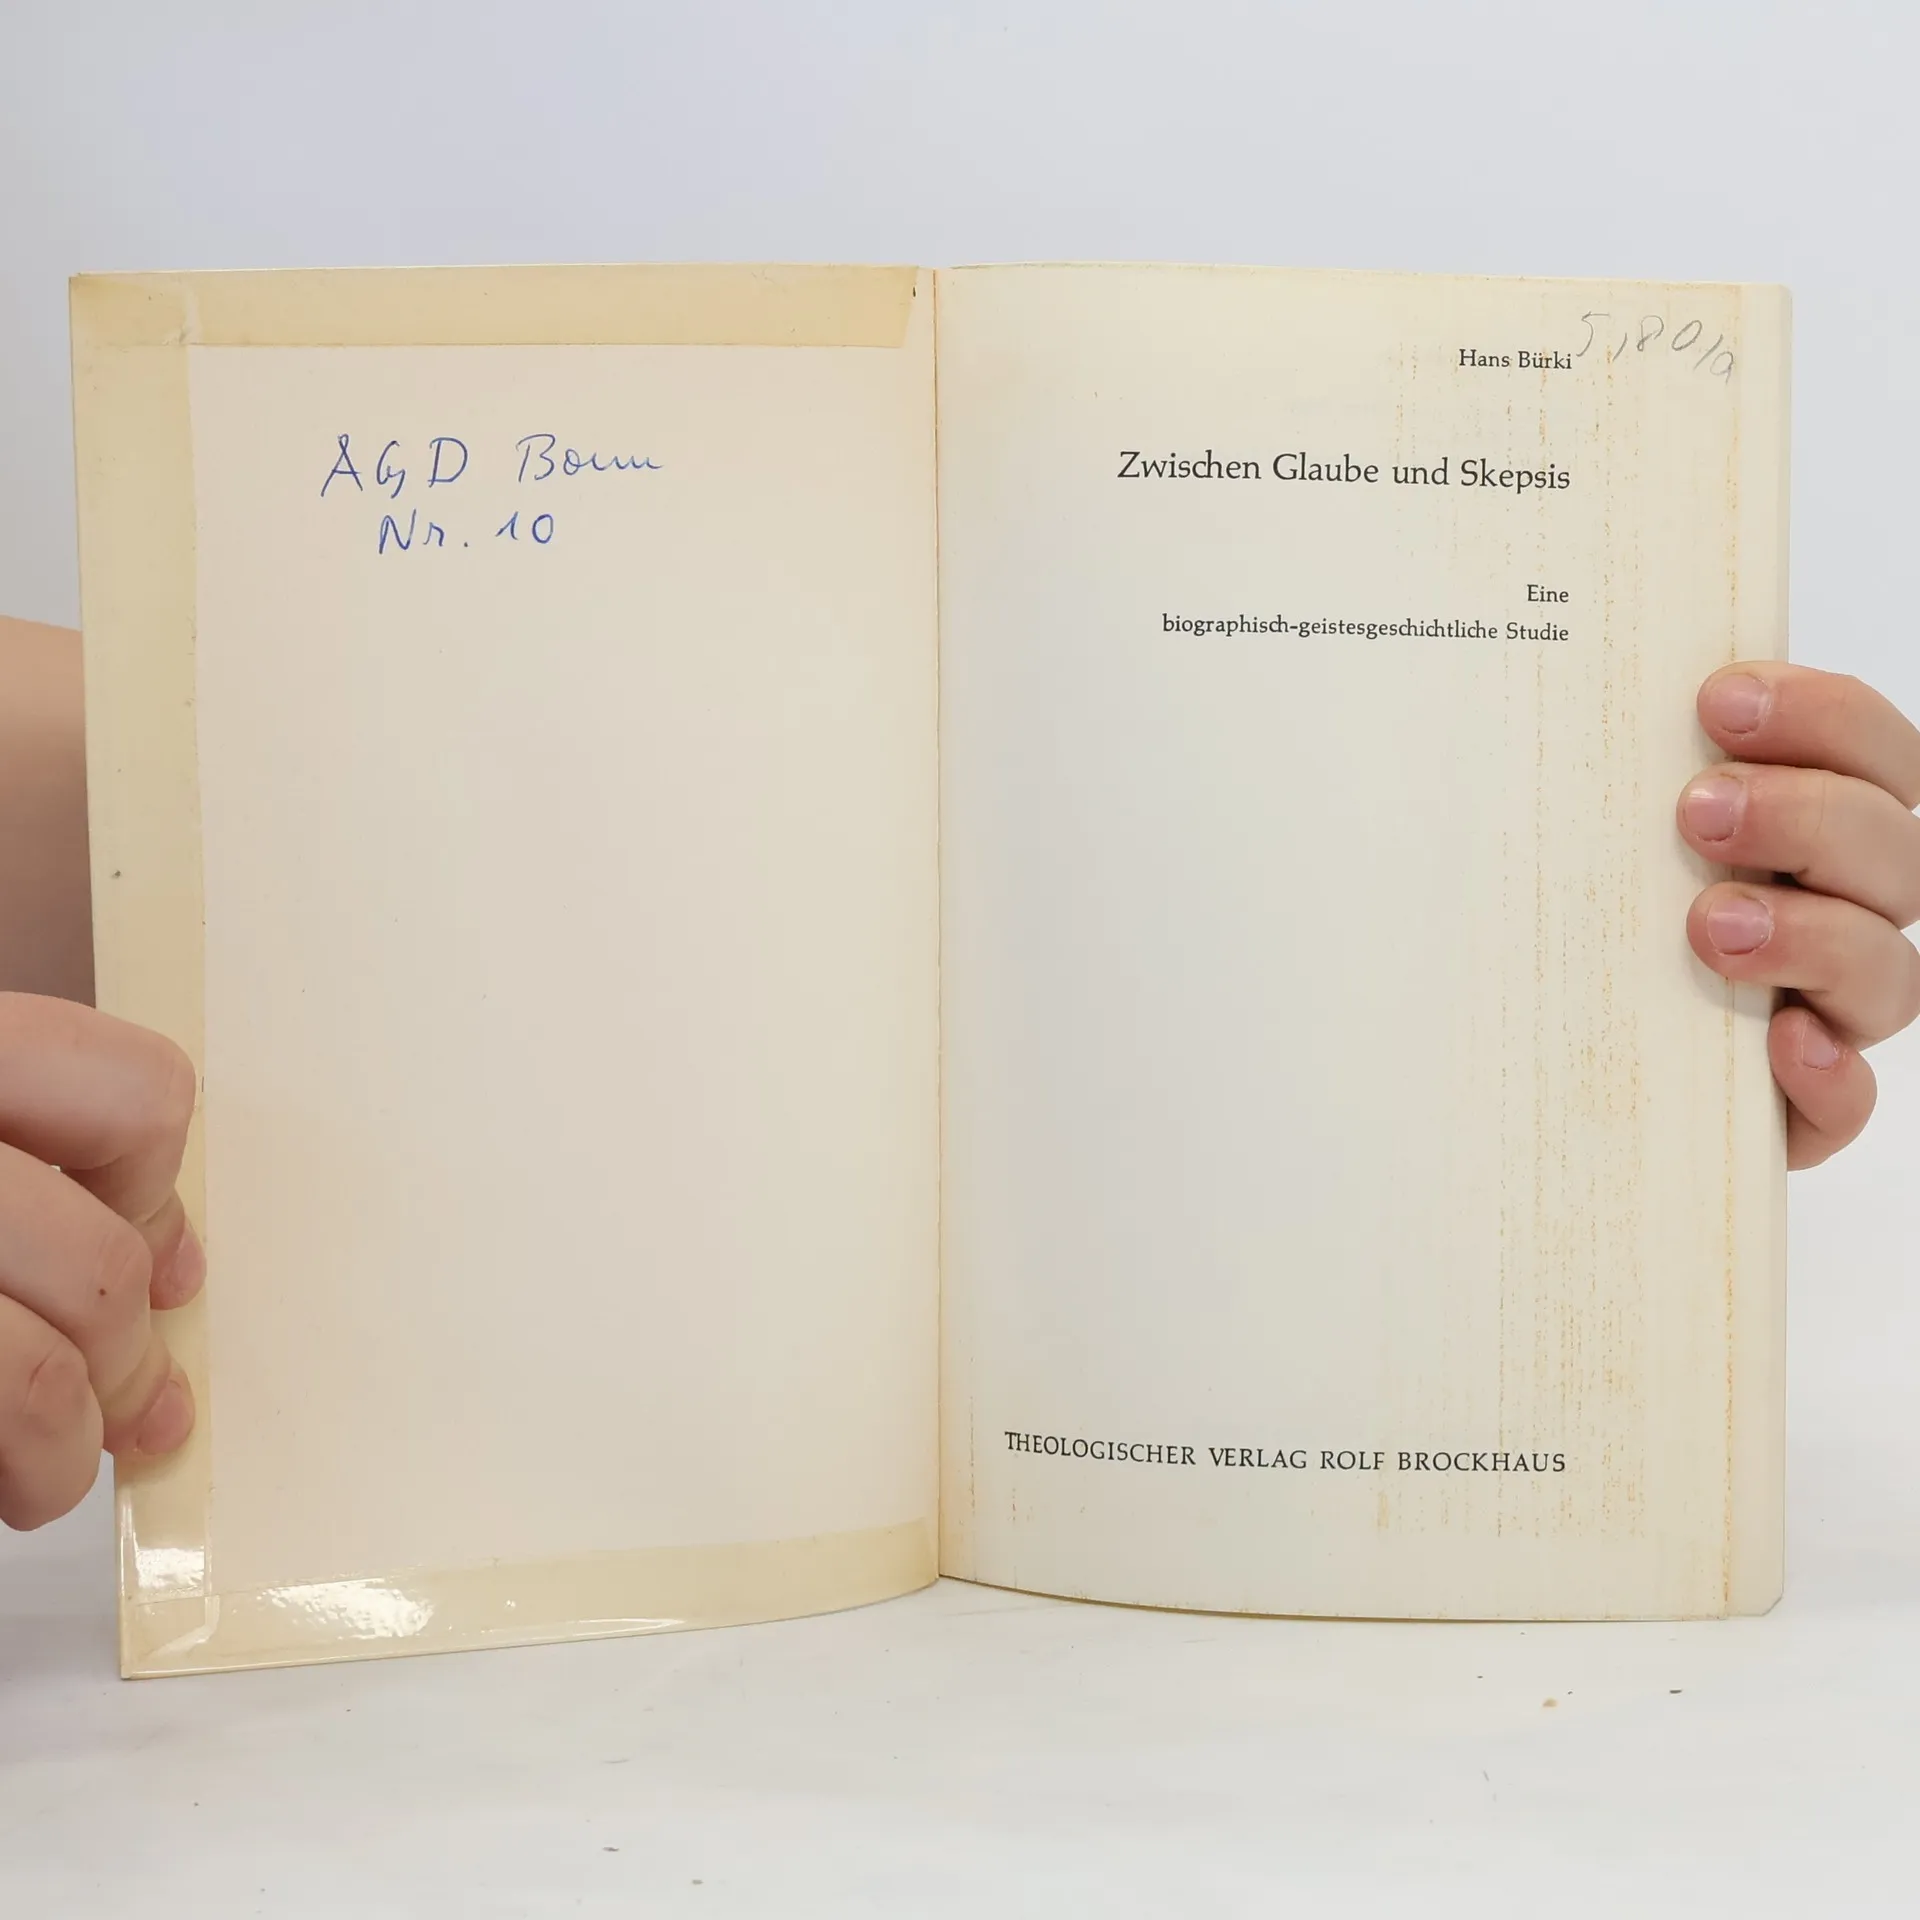 AGD Bonn
Nr. 10
5,80/a
Hans Bürki
Zwischen Glaube und Skepsis
Eine
biographisch-geistesgeschichtliche Studie
THEOLOGISCHER VERLAG ROLF BROCKHAUS